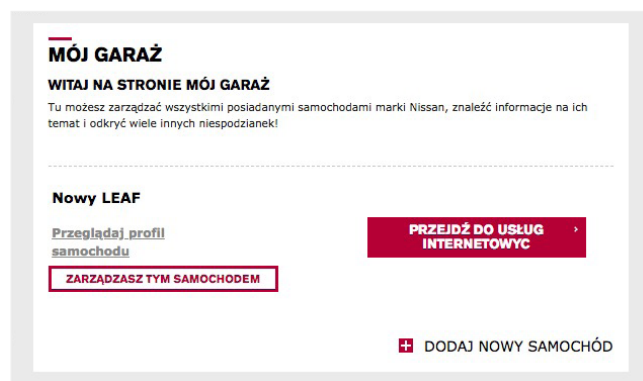 MÓJ GARAŻ
WITAJ NA STRONIE MÓJ GARAŻ
Tu możesz zarządzać wszystkimi posiadanymi samochodami marki Nissan, znaleźć informacje na ich
temat i odkryć wiele innych niespodzianek!
Nowy LEAF
Przeglądaj profil
samochodu
ZARZĄDZASZ TYM SAMOCHODEM
PRZEJDŹ DO USŁUG
INTERNETOWYC
DODAJ NOWY SAMOCHÓD